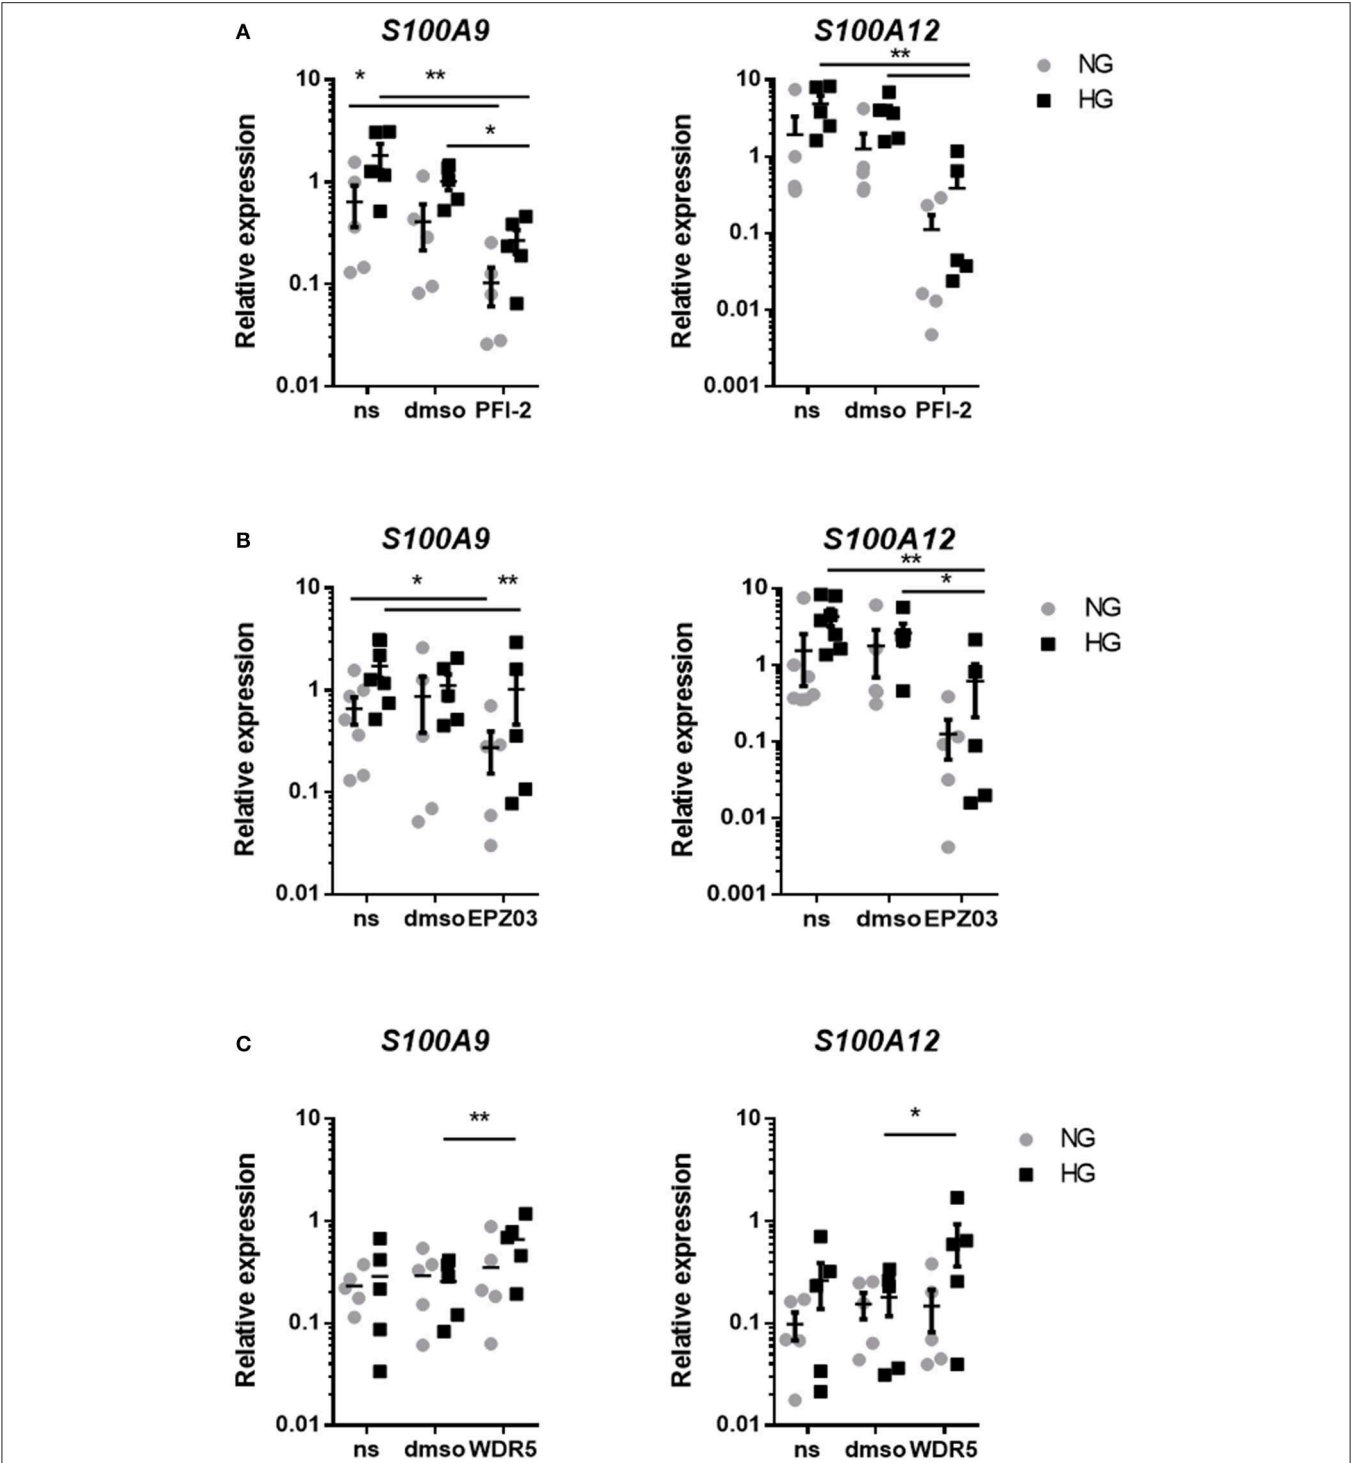 A
S100A9
S100A12
NG
HG
* **
*
**
Relative expression
10
1
0.1
0.01
ns dmso PFI-2
Relative expression
10
1
0.1
0.01
0.001
ns dmso PFI-2
B
S100A9
S100A12
NG
HG
* **
**
*
Relative expression
10
1
0.1
0.01
ns dmso EPZ03
Relative expression
10
1
0.1
0.01
0.001
ns dmso EPZ03
C
S100A9
S100A12
NG
HG
**
*
Relative expression
10
1
0.1
0.01
ns dmso WDR5
Relative expression
10
1
0.1
0.01
ns dmso WDR5